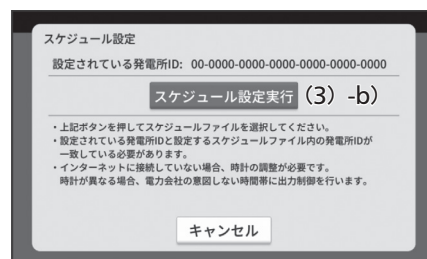 スケジュール設定
設定されている発電所ID: 00-0000-0000-0000-0000-0000-0000
スケジュール設定実行 (3) -b)
・上記ボタンを押してスケジュールファイルを選択してください。
・設定されている発電所IDと設定するスケジュールファイル内の発電所IDが
一致している必要があります。
・インターネットに接続していない場合、時計の調整が必要です。
時計が異なる場合、電力会社の意図しない時間帯に出力制御を行います。
キャンセル